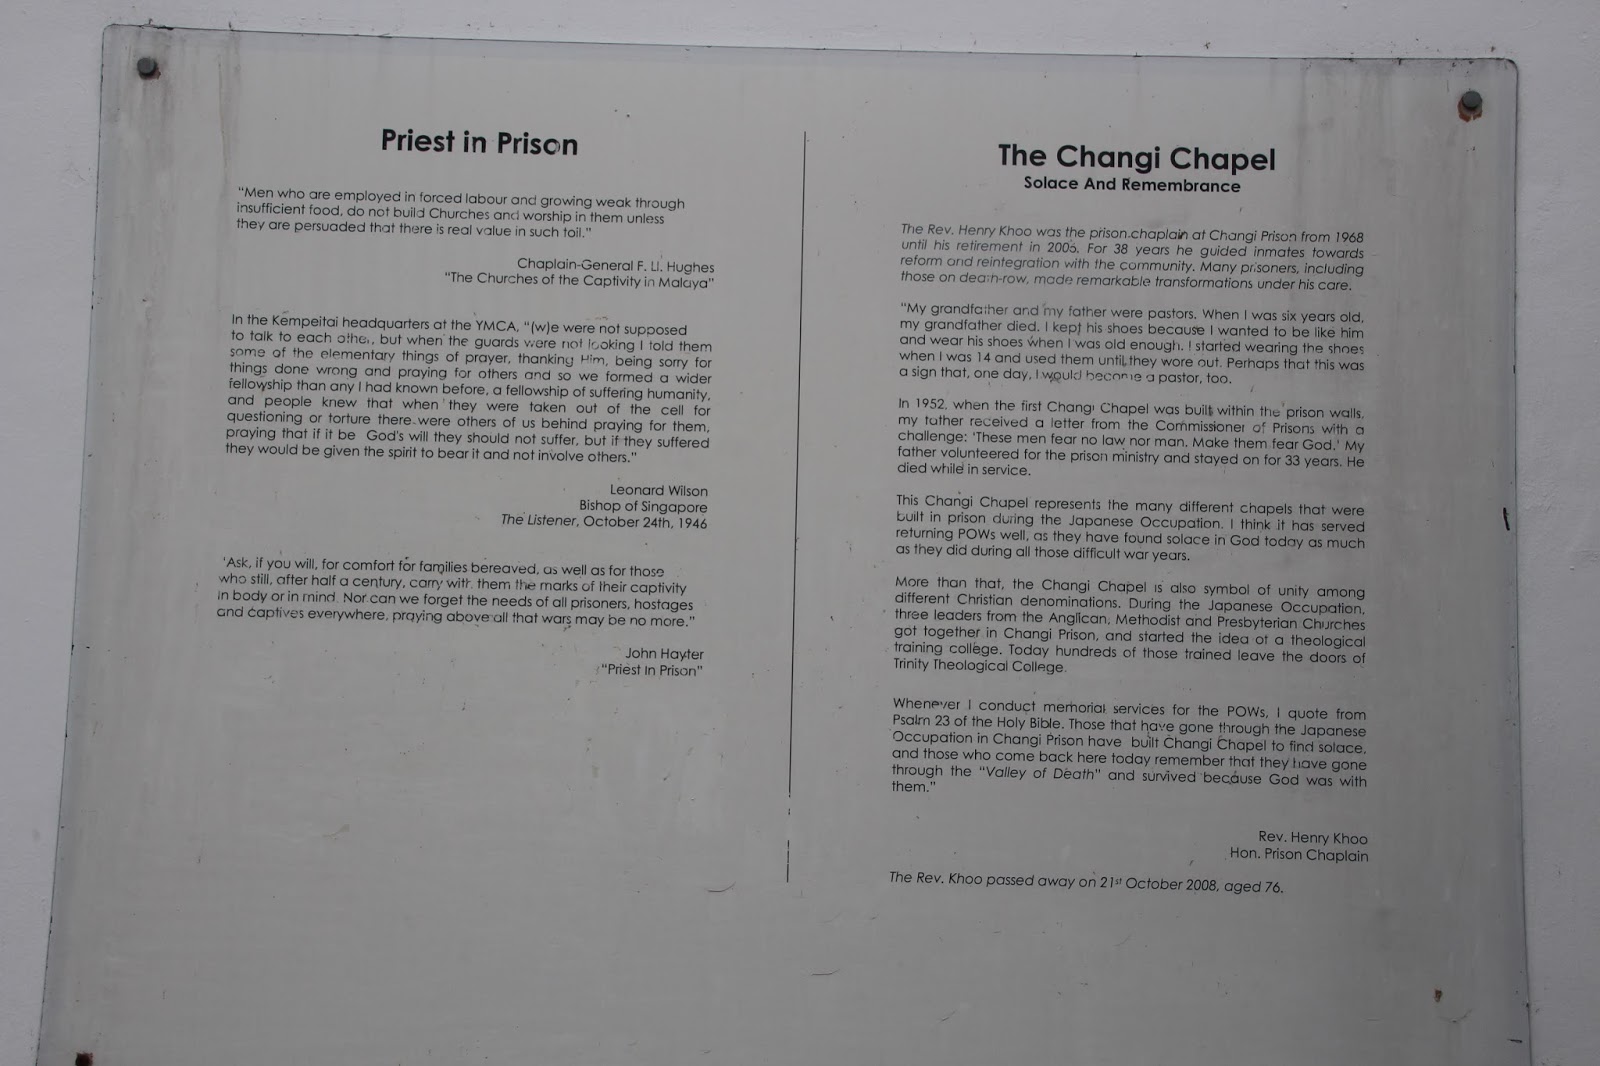 Priest in Prison
"Men who are employed in forced labour and growing weak through
insufficient food, do not build Churches and worship in them unless
they are persuaded that there is real value in such toil."
Chaplain-General F. Ll. Hughes
"The Churches of the Captivity in Malaya"
In the Kempeitai headquarters at the YMCA, "(w)e were not supposed
to talk to each other, but when the guards were not looking I told them
some of the elementary things of prayer, thanking Him, being sorry for
things done wrong and praying for others and so we formed a wider
fellowship than any I had known before, a fellowship of suffering humanity,
and people knew that when they were taken out of the cell for
questioning or torture there were others of us behind praying for them,
praying that if it be God's will they should not suffer, but if they suffered
they would be given the spirit to bear it and not involve others."
Leonard Wilson
Bishop of Singapore
The Listener, October 24th, 1946
'Ask, if you will, for comfort for families bereaved, as well as for those
who still, after half a century, carry with them the marks of their captivity
in body or in mind. Nor can we forget the needs of all prisoners, hostages
and captives everywhere, praying above all that wars may be no more."
John Hayter
"Priest In Prison"
The Changi Chapel
Solace And Remembrance
The Rev. Henry Khoo was the prison chaplain at Changi Prison from 1968
until his retirement in 2005. For 38 years he guided inmates towards
reform and reintegration with the community. Many prisoners, including
those on death-row, made remarkable transformations under his care.
"My grandfather and my father were pastors. When I was six years old,
my grandfather died. I kept his shoes because I wanted to be like him
and wear his shoes when I was old enough. I started wearing the shoes
when I was 14 and used them until they wore out. Perhaps that this was
a sign that, one day, I would become a pastor, too.
In 1952, when the first Changi Chapel was built within the prison walls,
my father received a letter from the Commissioner of Prisons with a
challenge: 'These men fear no law nor man. Make them fear God.' My
father volunteered for the prison ministry and stayed on for 33 years. He
died while in service.
This Changi Chapel represents the many different chapels that were
built in prison during the Japanese Occupation. I think it has served
returning POWs well, as they have found solace in God today as much
as they did during all those difficult war years.
More than that, the Changi Chapel is also symbol of unity among
different Christian denominations. During the Japanese Occupation,
three leaders from the Anglican, Methodist and Presbyterian Churches
got together in Changi Prison, and started the idea of a theological
training college. Today hundreds of those trained leave the doors of
Trinity Theological College.
Whenever I conduct memorial services for the POWs, I quote from
Psalm 23 of the Holy Bible. Those that have gone through the Japanese
Occupation in Changi Prison have built Changi Chapel to find solace,
and those who come back here today remember that they have gone
through the "Valley of Death" and survived because God was with
them."
Rev. Henry Khoo
Hon. Prison Chaplain
The Rev. Khoo passed away on 21st October 2008, aged 76.